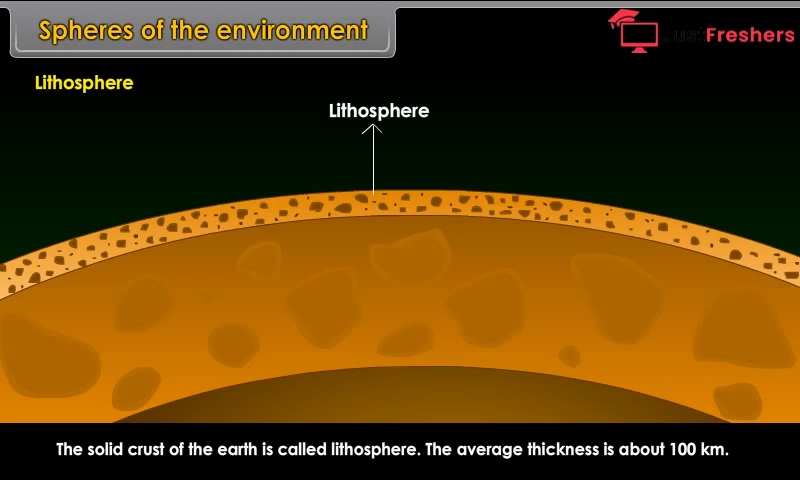 Spheres of the environment
Just Freshers
Lithosphere
Lithosphere
The solid crust of the earth is called lithosphere. The average thickness is about 100 km.